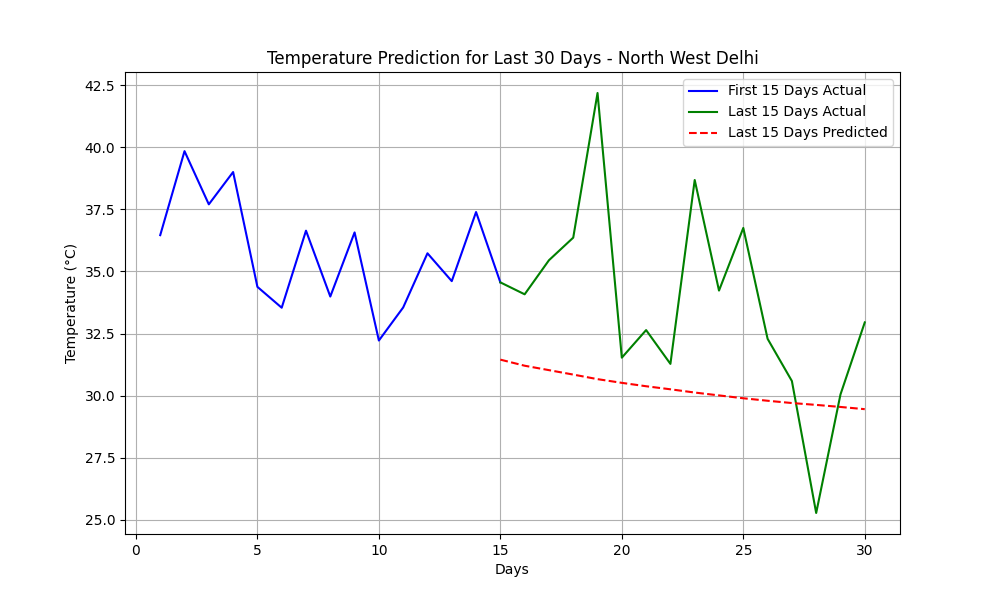 Temperature Prediction for Last 30 Days - North West Delhi
First 15 Days Actual
Last 15 Days Actual
Last 15 Days Predicted
Temperature (°C)
42.5
40.0
37.5
35.0
32.5
30.0
27.5
25.0
0 5 10 15 20 25 30
Days